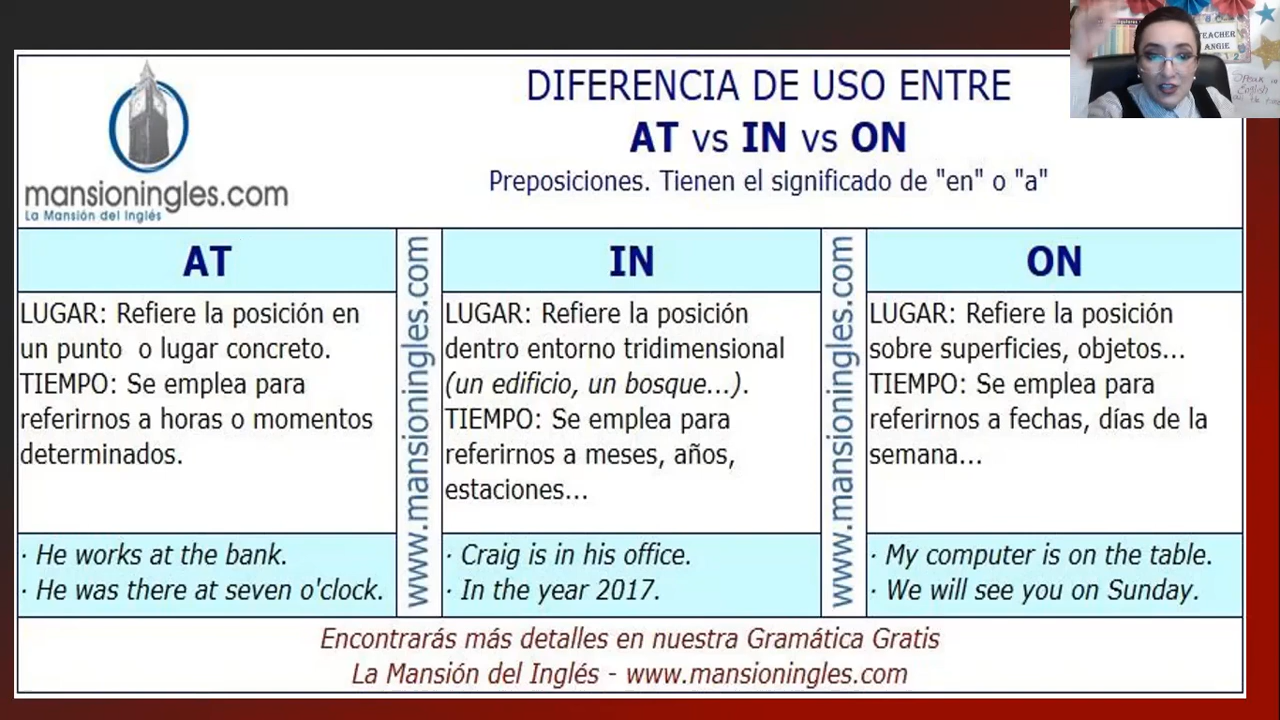 mansioningles.com
La Mansión del Inglés
DIFERENCIA DE USO ENTRE
AT vs IN vs ON
Preposiciones. Tienen el significado de "en" o "a"
TEACHER
ANGIE
Speak in
English
AT
LUGAR: Refiere la posición en
un punto o lugar concreto.
TIEMPO: Se emplea para
referirnos a horas o momentos
determinados.
· He works at the bank.
· He was there at seven o'clock.
www.mansioningles.com
IN
LUGAR: Refiere la posición
dentro entorno tridimensional
(un edificio, un bosque...).
TIEMPO: Se emplea para
referirnos a meses, años,
estaciones...
· Craig is in his office.
· In the year 2017.
www.mansioningles.com
ON
LUGAR: Refiere la posición
sobre superficies, objetos...
TIEMPO: Se emplea para
referirnos a fechas, días de la
semana...
· My computer is on the table.
· We will see you on Sunday.
Encontrarás más detalles en nuestra Gramática Gratis
La Mansión del Inglés - www.mansioningles.com